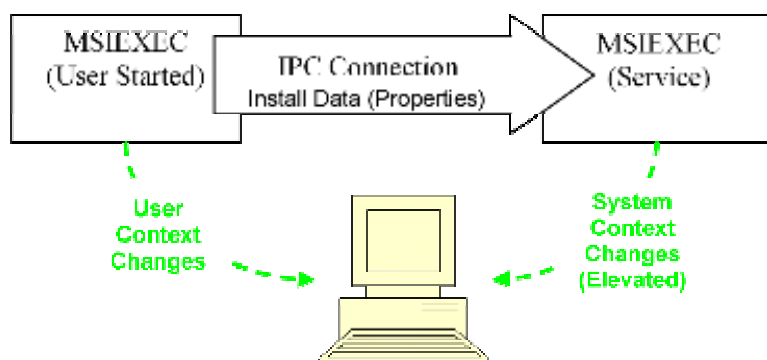 MSIEXEC
(User Started)
IPC Connection
Install Data (Properties)
MSIEXEC
(Service)
User
Context
Changes
System
Context
Changes
(Elevated)